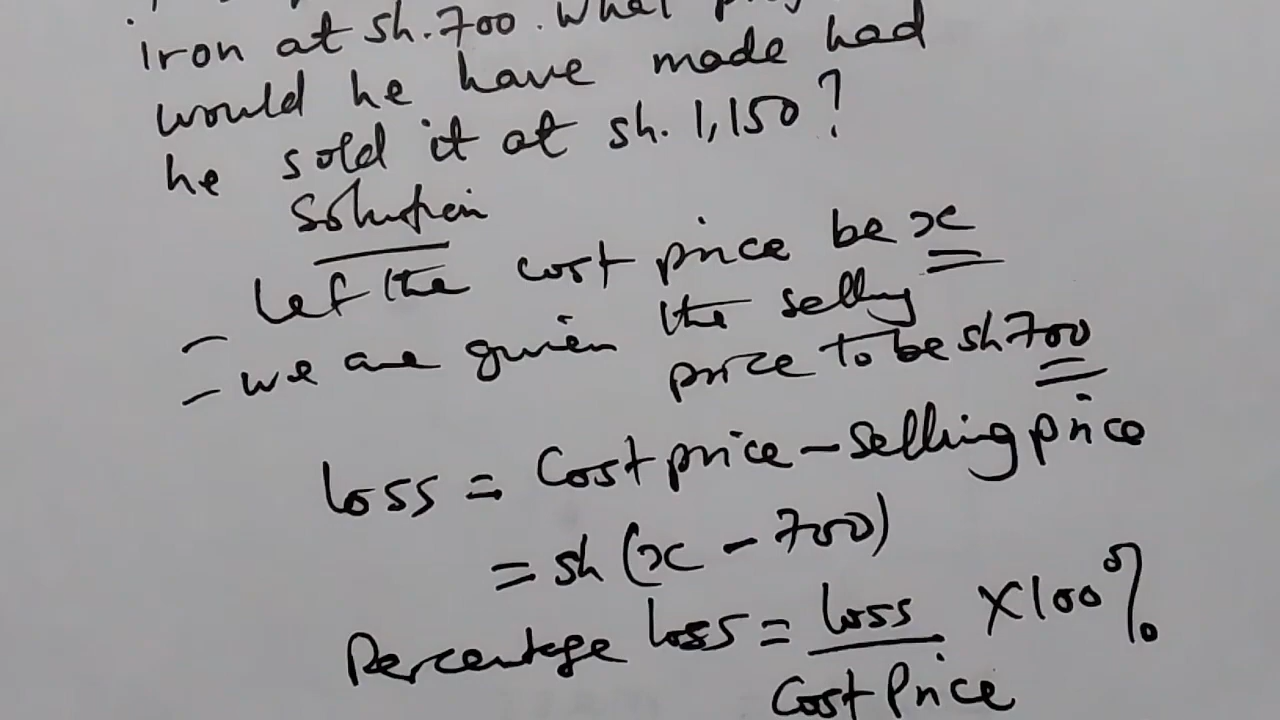 iron at sh.700. What
would he have made had
he sold it at sh. 1,150?
Solution
Let the cost price be x
= we are given the selling
price to be sh 700
loss = Cost price - Selling price
= sh (x - 700)
Percentage loss = loss x100%
Cost Price